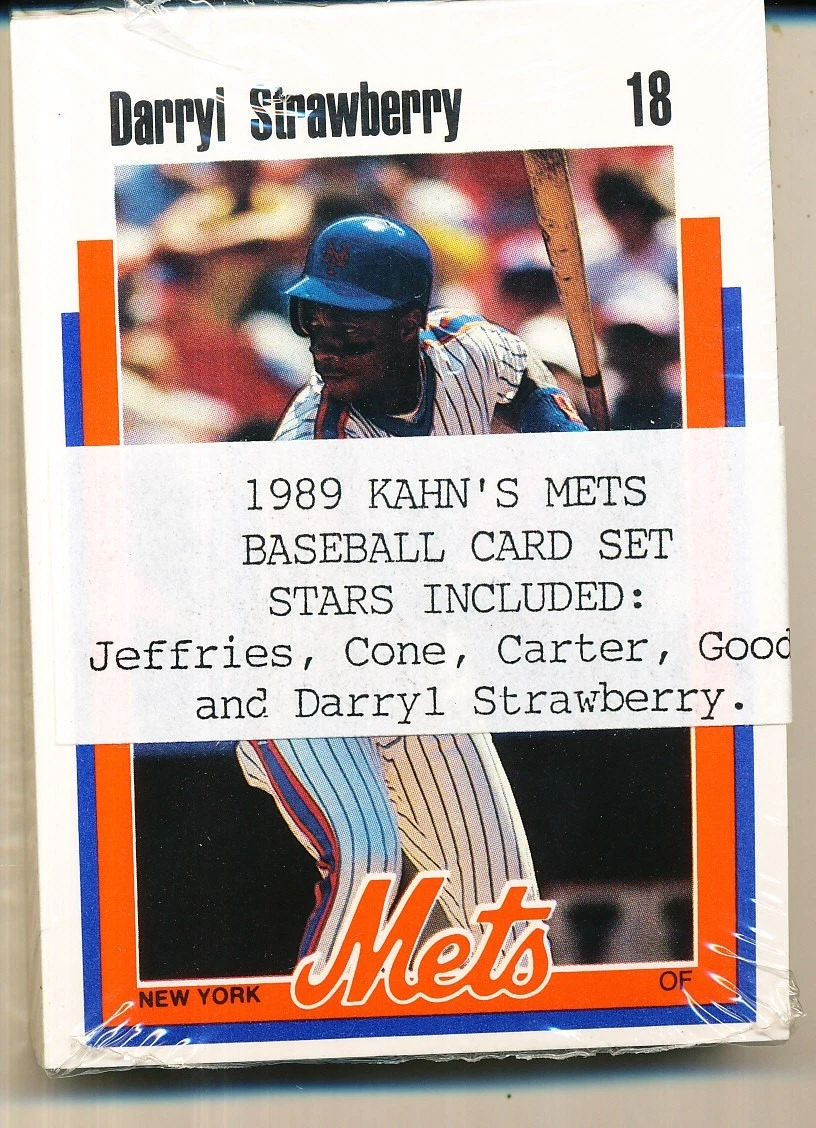 Darryl Strawberry 18
1989 KAHN'S METS
BASEBALL CARD SET
STARS INCLUDED:
Jeffries, Cone, Carter, Good
and Darryl Strawberry.
Mets
NEW YORK OF